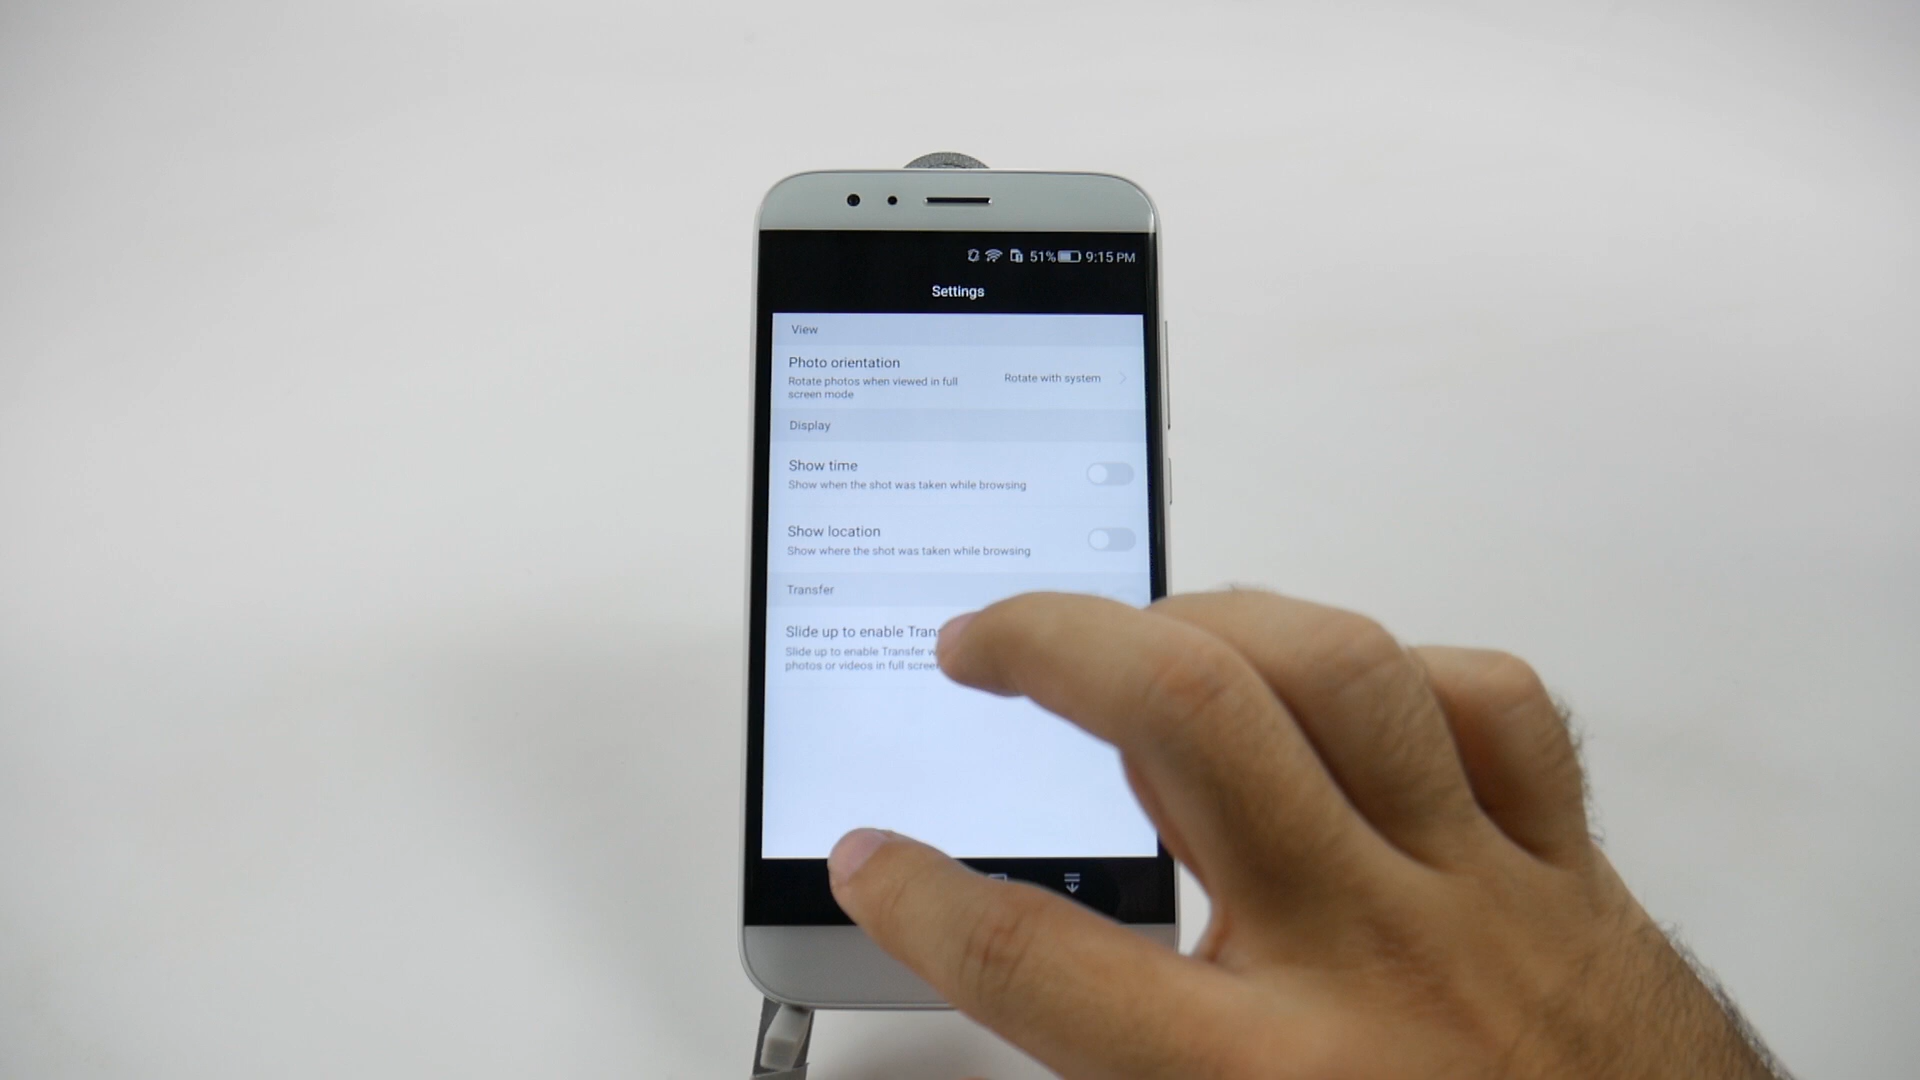 51% 9:15 PM
Settings
View
Photo orientation
Rotate photos when viewed in full
screen mode
Rotate with system
Display
Show time
Show when the shot was taken while browsing
Show location
Show where the shot was taken while browsing
Transfer
Slide up to enable
Slide up to enable Transfer
photos or videos in full